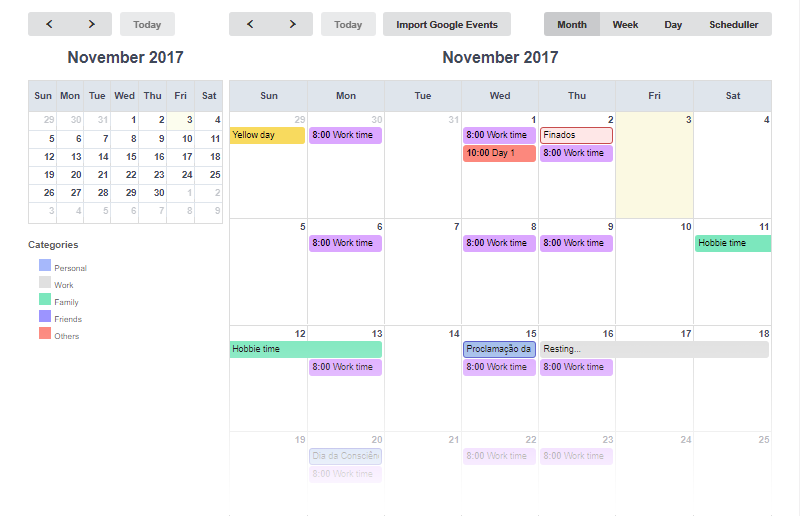 Today
November 2017
Sun Mon Tue Wed Thu Fri Sat
29 30 31 1 2 3 4
5 6 7 8 9 10 11
12 13 14 15 16 17 18
19 20 21 22 23 24 25
26 27 28 29 30 1 2
3 4 5 6 7 8 9
Categories
Personal
Work
Family
Friends
Others
Today Import Google Events Month Week Day Scheduller
November 2017
Sun Mon Tue Wed Thu Fri Sat
29 30 31 1 2 3 4
Yellow day 8:00 Work time 8:00 Work time Finados
10:00 Day 1 8:00 Work time
5 6 7 8 9 10 11
8:00 Work time 8:00 Work time 8:00 Work time Hobbie time
12 13 14 15 16 17 18
Hobbie time Proclamação da Resting...
8:00 Work time 8:00 Work time 8:00 Work time
19 20 21 22 23 24 25
Dia da Consciên 8:00 Work time 8:00 Work time
8:00 Work time